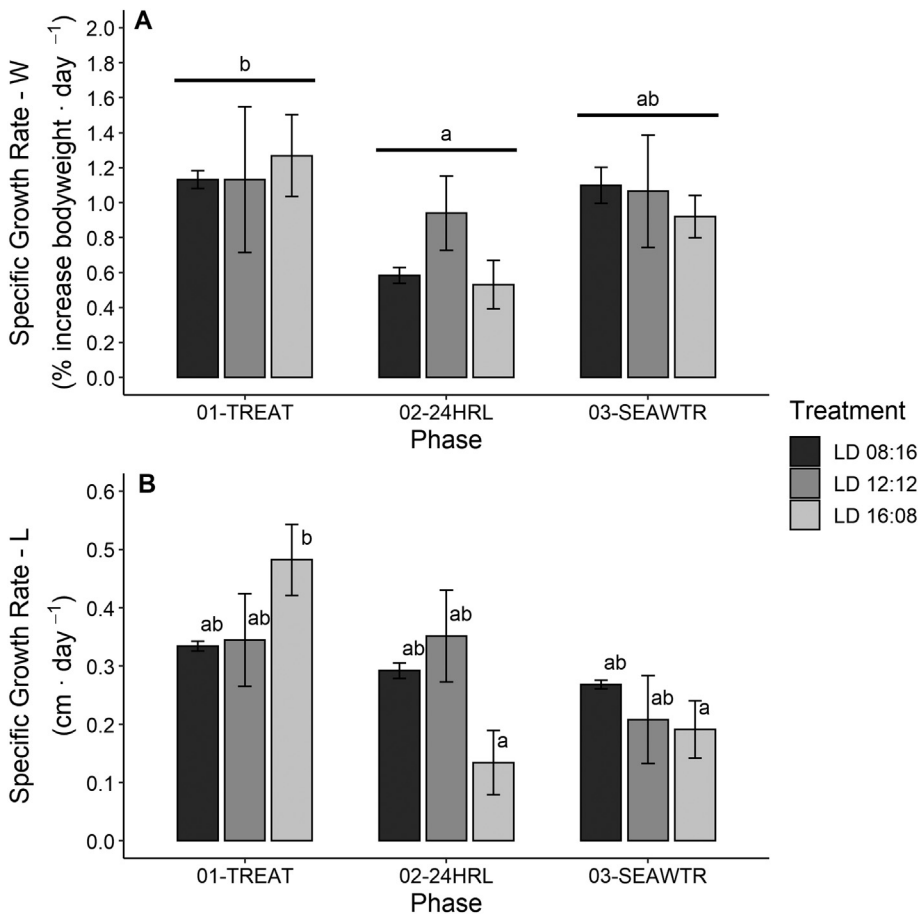 A
Specific Growth Rate - W
(% increase bodyweight · day ⁻¹)
2.0
1.8
1.6
1.4
1.2
1.0
0.8
0.6
0.4
0.2
0.0
b
a
ab
01-TREAT
02-24HRL
03-SEAWTR
Phase
Treatment
LD 08:16
LD 12:12
LD 16:08
B
Specific Growth Rate - L
(cm · day ⁻¹)
0.6
0.5
0.4
0.3
0.2
0.1
0.0
ab
ab
b
ab
ab
a
ab
ab
a
01-TREAT
02-24HRL
03-SEAWTR
Phase